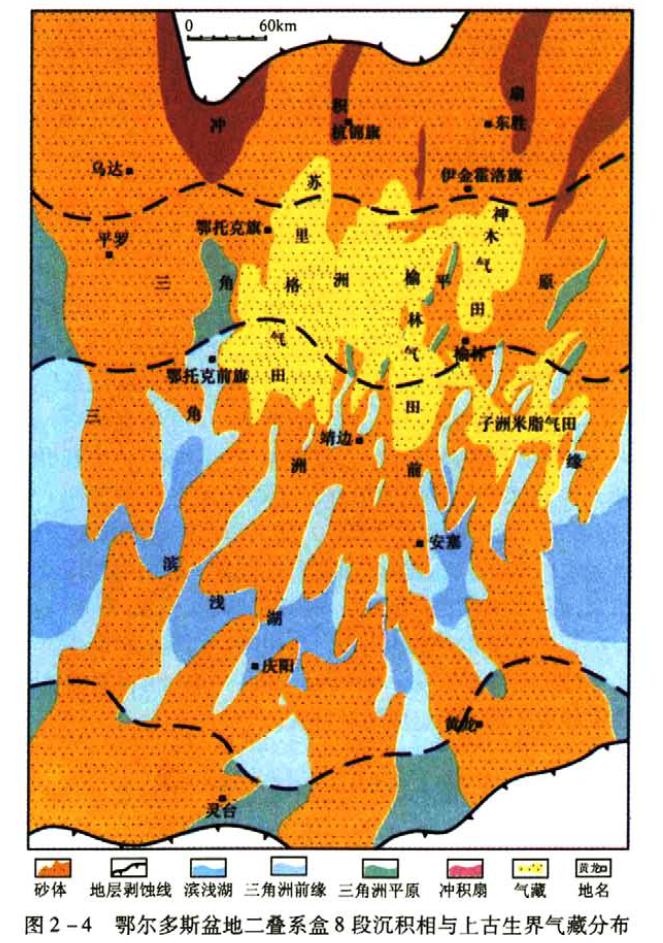 0 60km
冲
积
扇
杭锦旗
东胜
乌达
伊金霍洛旗
苏
里
格
气
田
神
木
气
田
鄂托克旗
平罗
三
角
洲
平
原
榆
林
气
田
榆林
鄂托克前旗
三
角
洲
前
缘
子洲米脂气田
靖边
安塞
滨
浅
湖
庆阳
黄龙
灵台
砂体 地层剥蚀线 滨浅湖 三角洲前缘 三角洲平原 冲积扇 气藏 黄龙 地名
图2-4 鄂尔多斯盆地二叠系盒8段沉积相与上古生界气藏分布